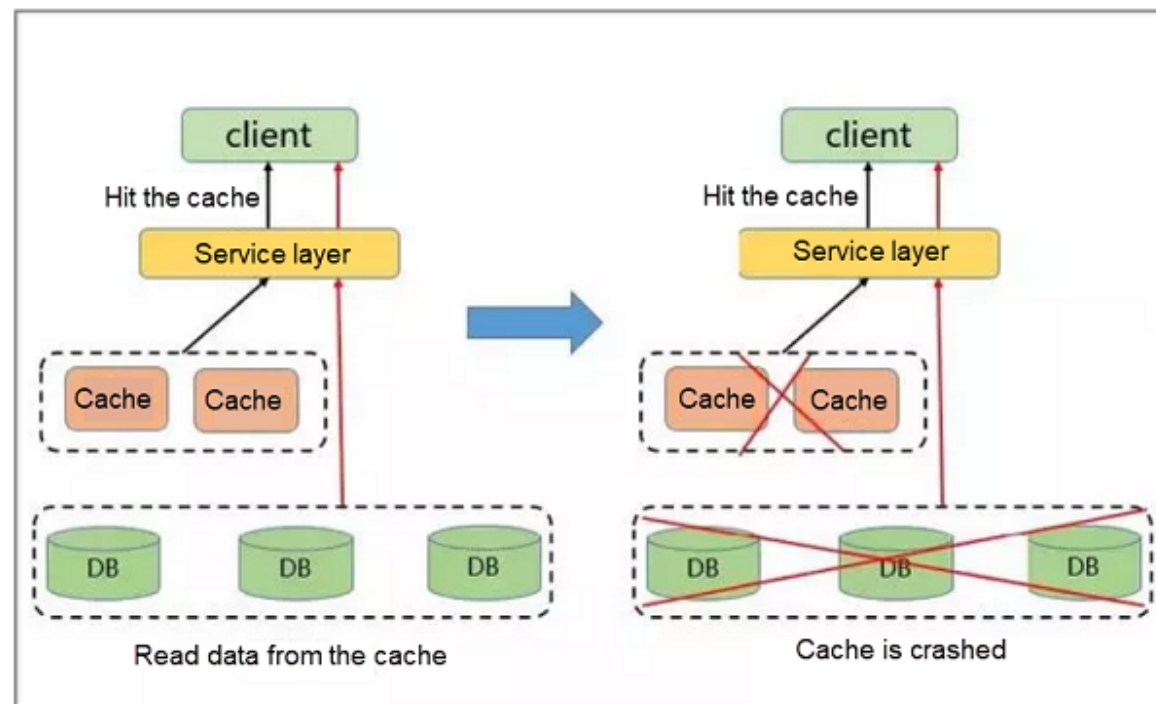 client
Hit the cache
Service layer
Cache
Cache
DB
DB
DB
Read data from the cache
client
Hit the cache
Service layer
Cache
Cache
DB
DB
DB
Cache is crashed